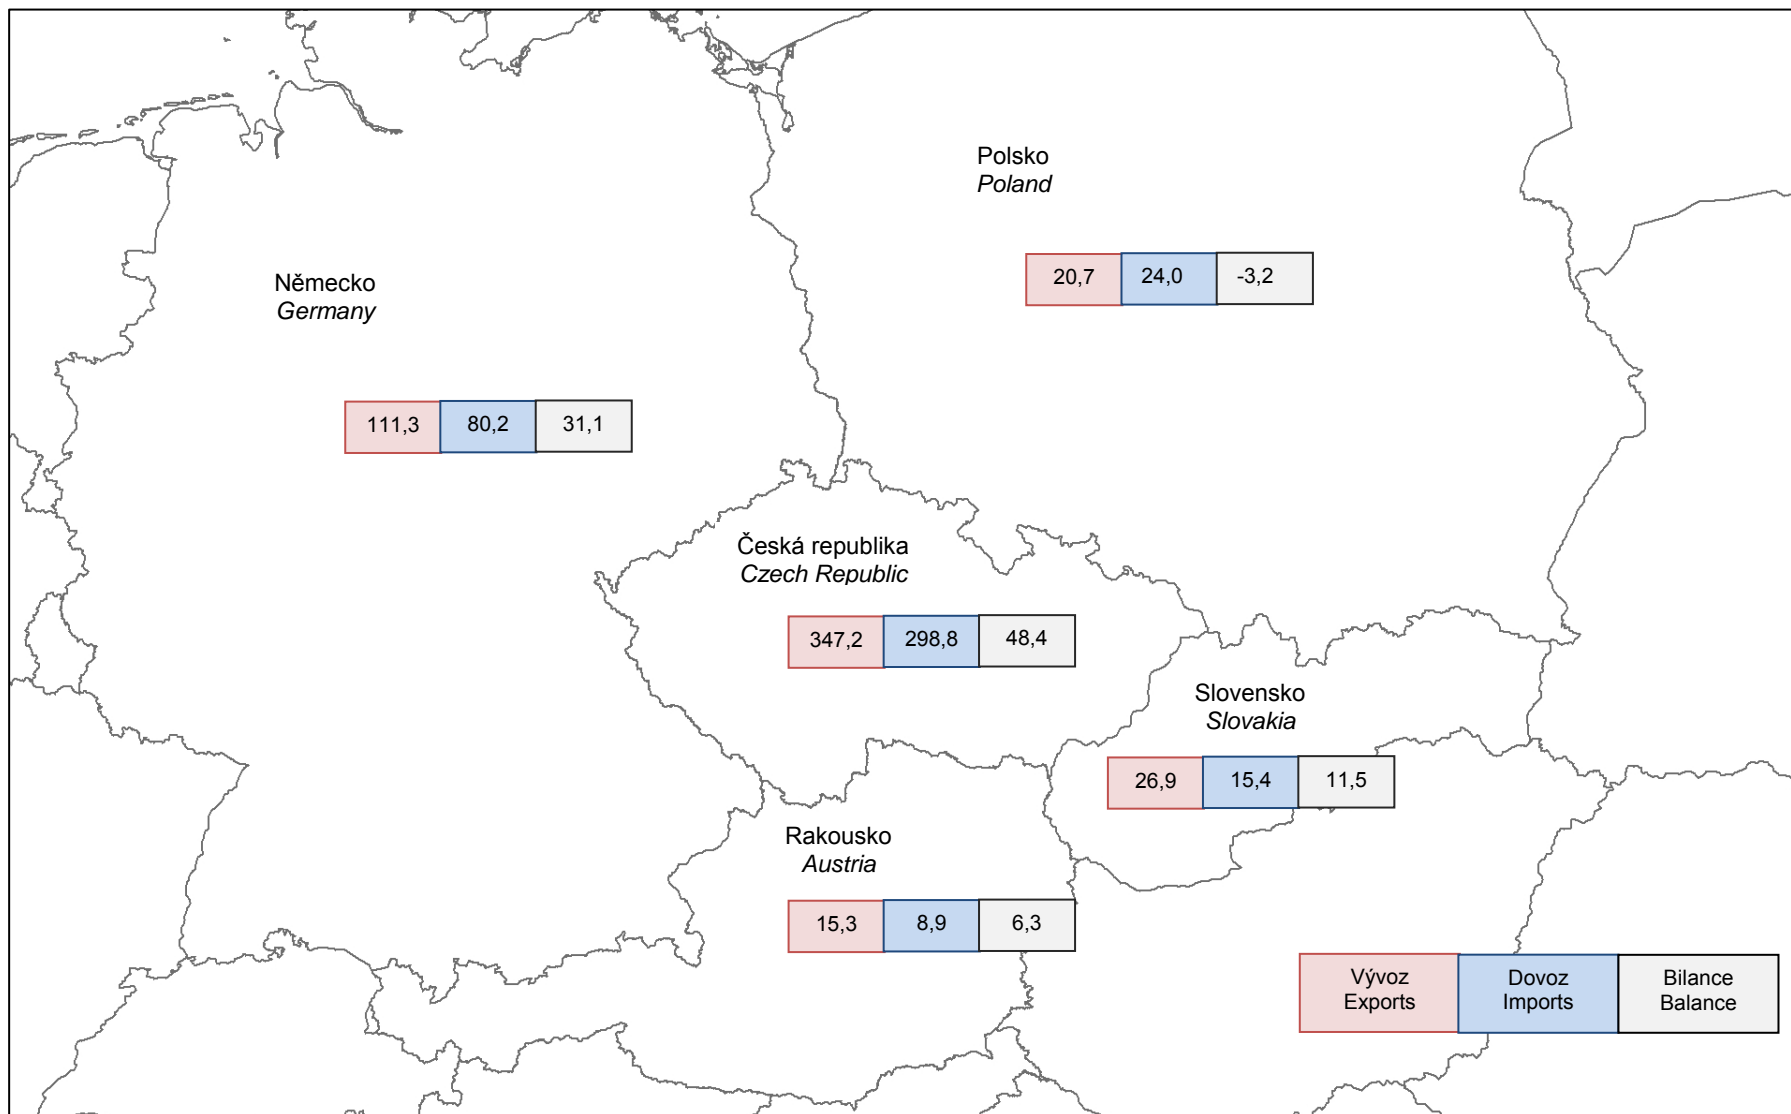 Polsko
Poland
20,7 24,0 -3,2
Německo
Germany
111,3 80,2 31,1
Česká republika
Czech Republic
347,2 298,8 48,4
Slovensko
Slovakia
26,9 15,4 11,5
Rakousko
Austria
15,3 8,9 6,3
Vývoz Dovoz Bilance
Exports Imports Balance